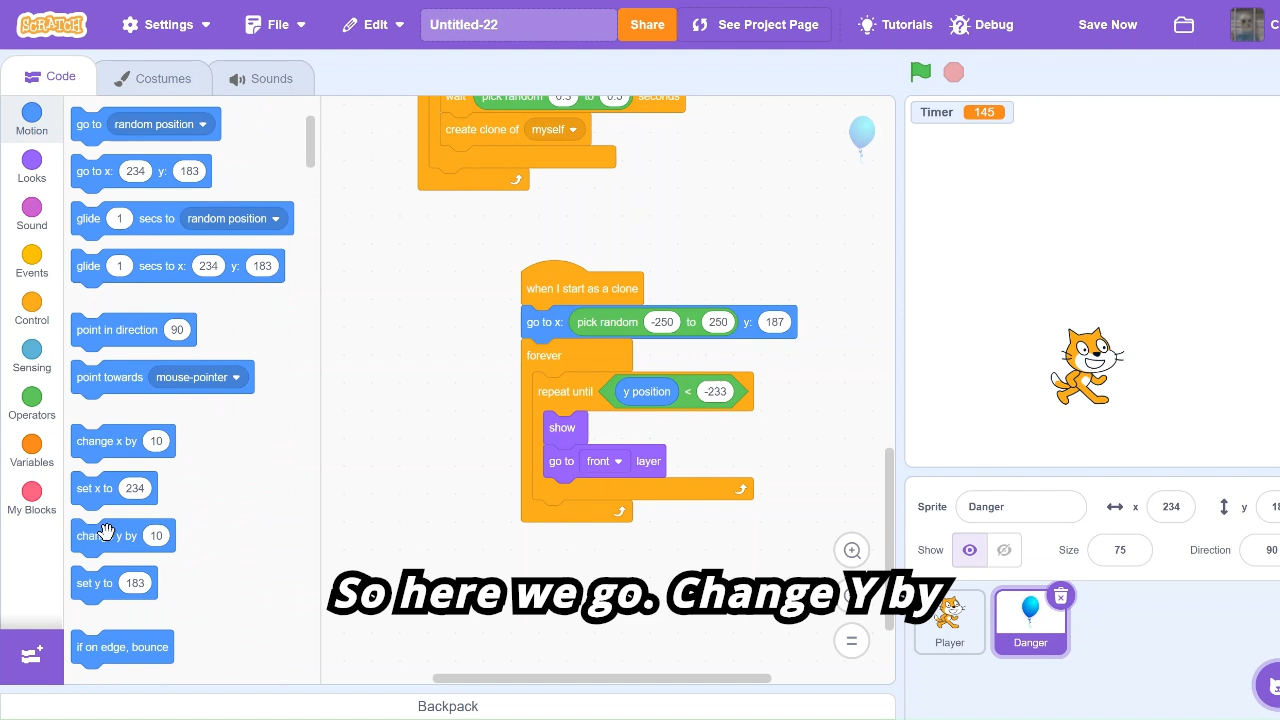 SCRATCH Settings File Edit Untitled-22 Share See Project Page Tutorials Debug Save Now
Code Costumes Sounds
Motion
Looks
Sound
Events
Control
Sensing
Operators
Variables
My Blocks
go to random position
go to x: 234 y: 183
glide 1 secs to random position
glide 1 secs to x: 234 y: 183
point in direction 90
point towards mouse-pointer
change x by 10
set x to 234
change y by 10
set y to 183
if on edge, bounce
wait pick random 0.3 to 0.5 seconds
create clone of myself
when I start as a clone
go to x: pick random -250 to 250 y: 187
forever
repeat until y position < -233
show
go to front layer
Timer 145
So here we go. Change Y by
Sprite Danger x 234 y
Show Size 75 Direction 90
Player Danger
Backpack